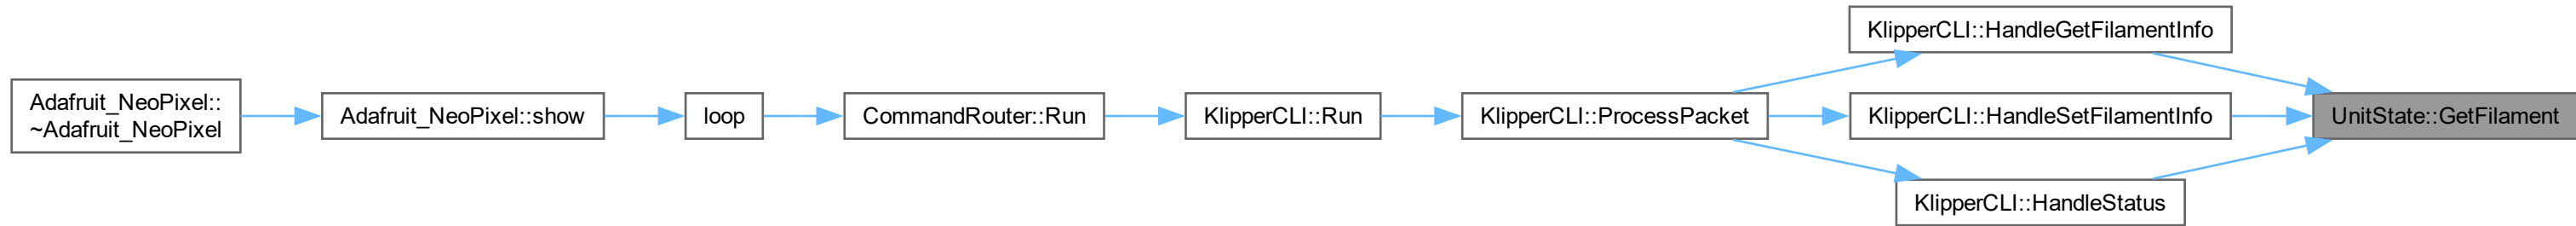 Adafruit_NeoPixel::
~Adafruit_NeoPixel
Adafruit_NeoPixel::show
loop
CommandRouter::Run
KlipperCLI::Run
KlipperCLI::ProcessPacket
KlipperCLI::HandleGetFilamentInfo
KlipperCLI::HandleSetFilamentInfo
KlipperCLI::HandleStatus
UnitState::GetFilament